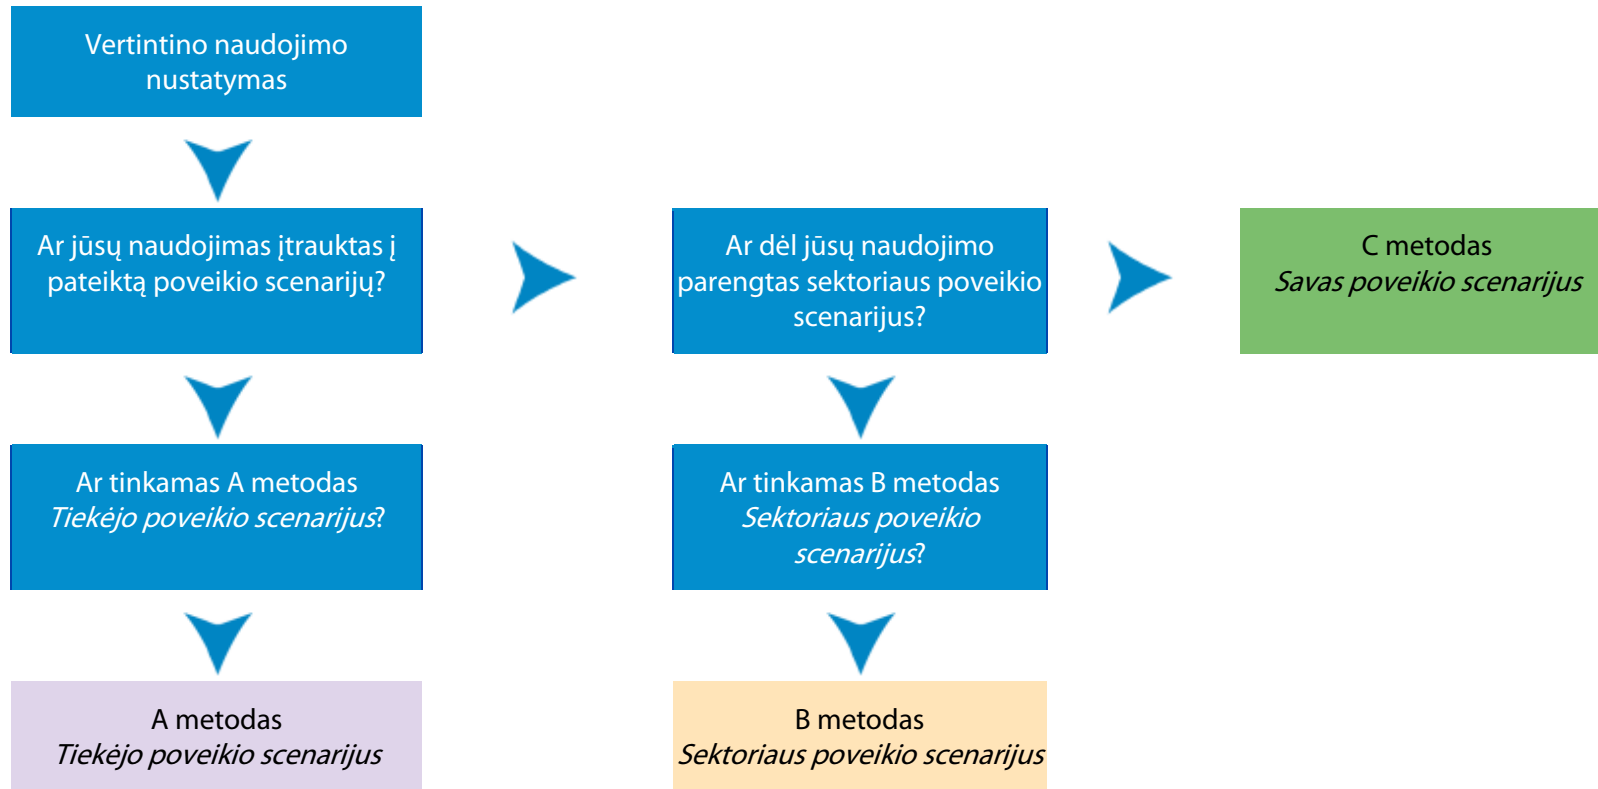 Vertintino naudojimo
nustatymas
Ar jūsų naudojimas įtrauktas į
pateiktą poveikio scenarijų?
Ar dėl jūsų naudojimo
parengtas sektoriaus poveikio
scenarijus?
C metodas
Savas poveikio scenarijus
Ar tinkamas A metodas
Tiekėjo poveikio scenarijus?
Ar tinkamas B metodas
Sektoriaus poveikio
scenarijus?
A metodas
Tiekėjo poveikio scenarijus
B metodas
Sektoriaus poveikio scenarijus